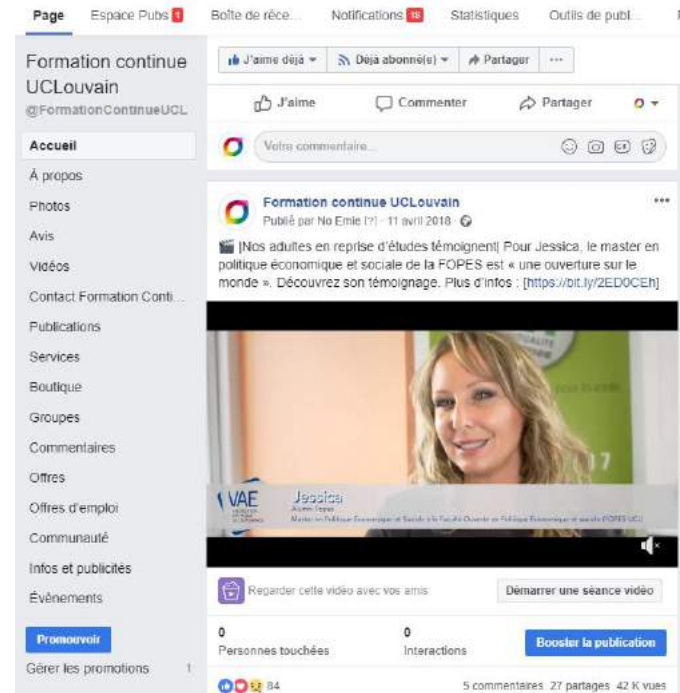 Page Espace Pubs 1 Boîte de réce... Notifications 18 Statistiques Outils de publ...
Formation continue
UCLouvain
@FormationContinueUCL
Accueil
À propos
Photos
Avis
Vidéos
Contact Formation Conti...
Publications
Services
Boutique
Groupes
Commentaires
Offres
Offres d'emploi
Communauté
Infos et publicités
Évènements
Promouvoir
Gérer les promotions 1
J'aime déjà Déjà abonné(e) Partager ...
J'aime Commenter Partager
Votre commentaire...
Formation continue UCLouvain
Publié par No Emie [?] · 11 avril 2018 ·
|Nos adultes en reprise d'études témoignent| Pour Jessica, le master en
politique économique et sociale de la FOPES est « une ouverture sur le
monde ». Découvrez son témoignage. Plus d'infos : [https://bit.ly/2ED0CEh]
VAE
Jessica
Regarder cette vidéo avec vos amis
Démarrer une séance vidéo
0
Personnes touchées
0
Interactions
Booster la publication
84
5 commentaires 27 partages 42 K vues